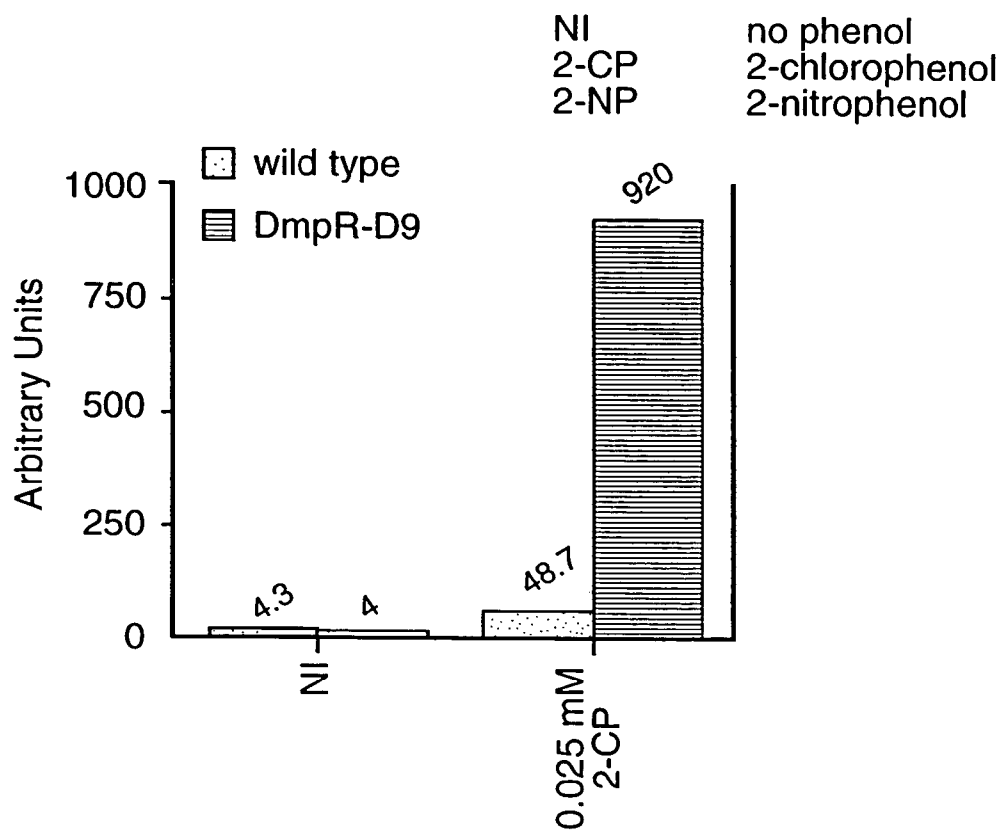 NI no phenol
2-CP 2-chlorophenol
2-NP 2-nitrophenol
wild type
DmpR-D9
Arbitrary Units
1000
750
500
250
0
4.3
4
48.7
920
NI
0.025 mM
2-CP